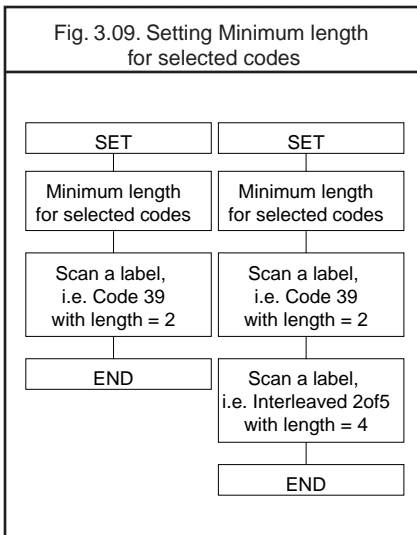 Fig. 3.09. Setting Minimum length
for selected codes
SET
Minimum length
for selected codes
Scan a label,
i.e. Code 39
with length = 2
END
SET
Minimum length
for selected codes
Scan a label,
i.e. Code 39
with length = 2
Scan a label,
i.e. Interleaved 2of5
with length = 4
END